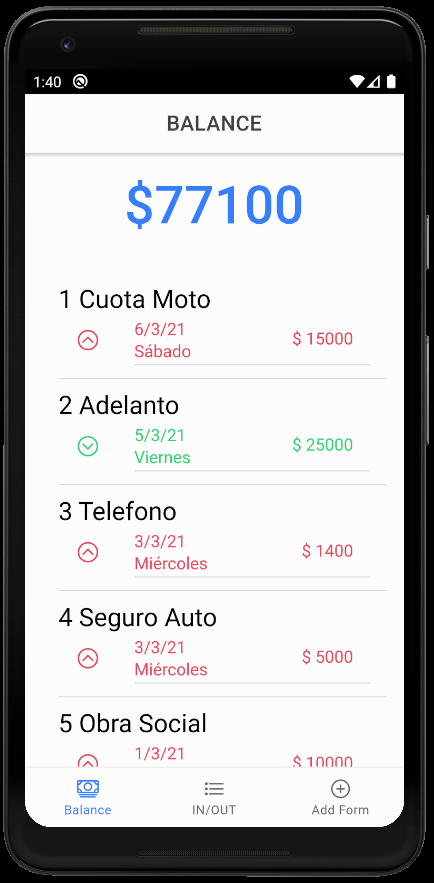 1:40
BALANCE
$77100
1 Cuota Moto
6/3/21
Sábado
$ 15000
2 Adelanto
5/3/21
Viernes
$ 25000
3 Telefono
3/3/21
Miércoles
$ 1400
4 Seguro Auto
3/3/21
Miércoles
$ 5000
5 Obra Social
1/3/21
$ 10000
Balance
IN/OUT
Add Form